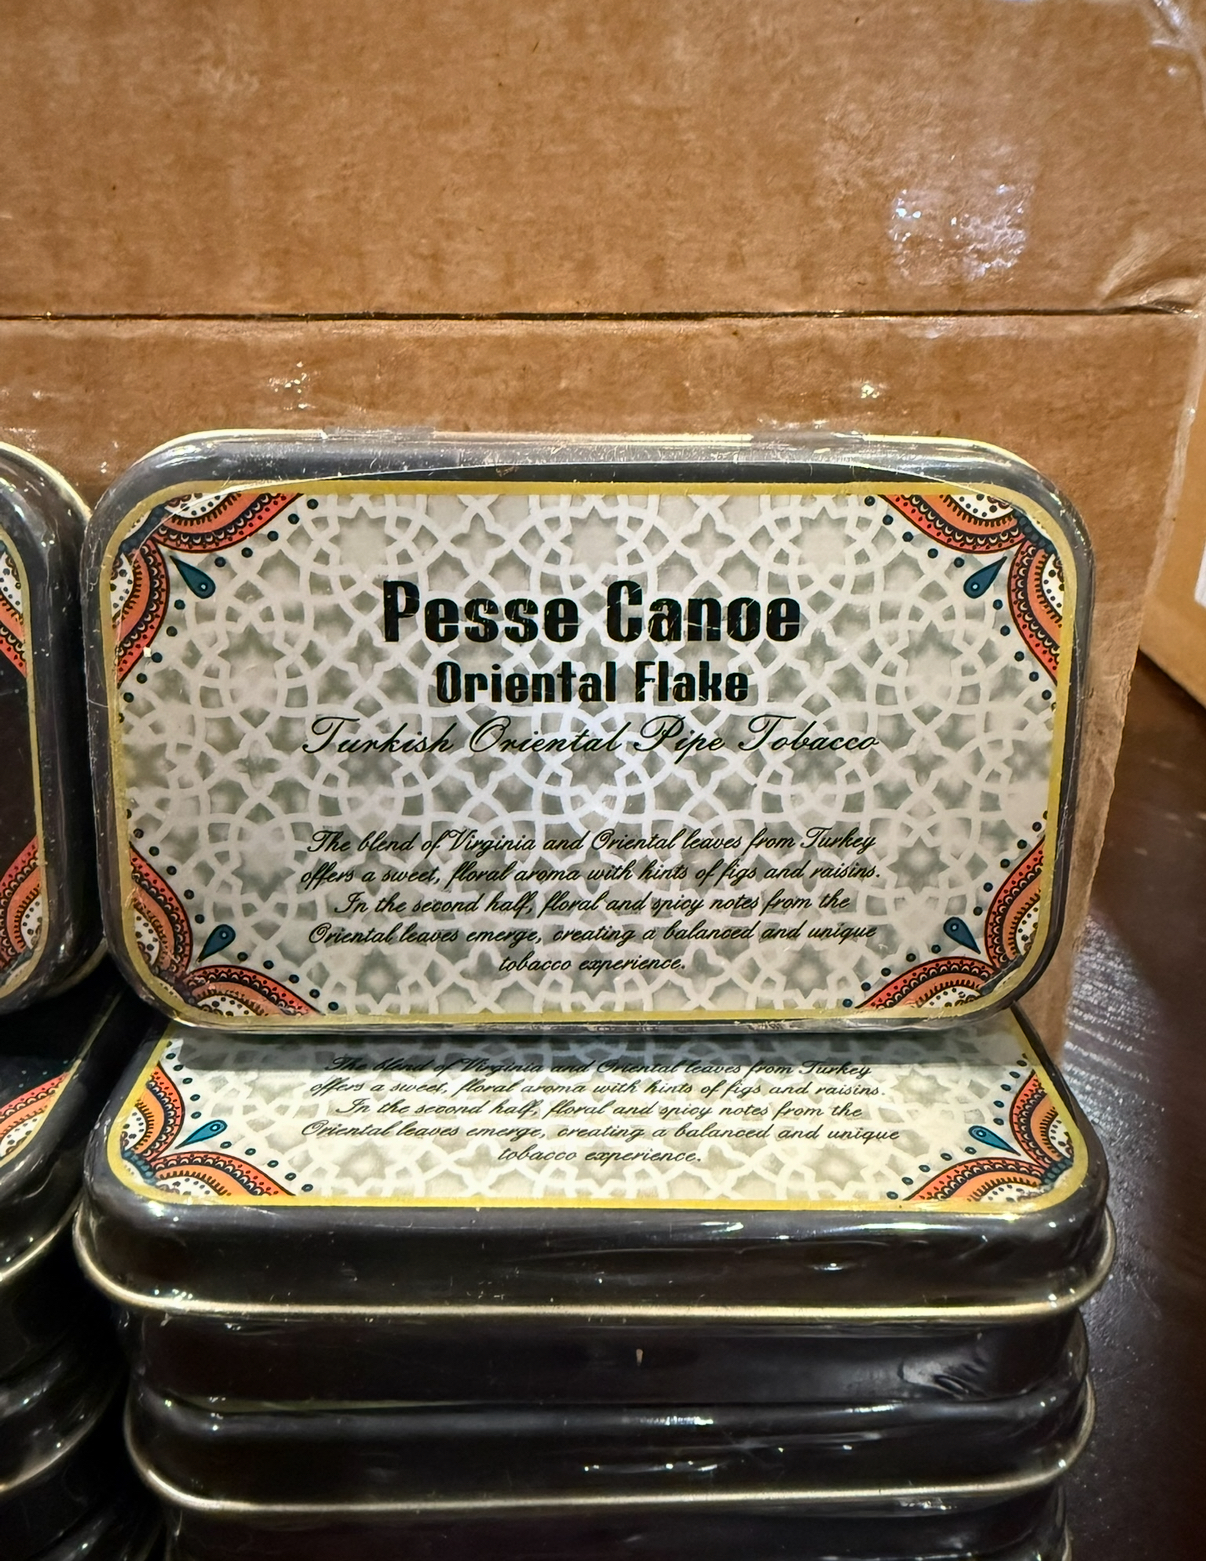 Pesse Canoe
Oriental Flake
Turkish Oriental Pipe Tobacco
The blend of Virginia and Oriental leaves from Turkey
offers a sweet, floral aroma with hints of figs and raisins.
In the second half, floral and spicy notes from the
Oriental leaves emerge, creating a balanced and unique
tobacco experience.
The blend of Virginia and Oriental leaves from Turkey
offers a sweet, floral aroma with hints of figs and raisins.
In the second half, floral and spicy notes from the
Oriental leaves emerge, creating a balanced and unique
tobacco experience.